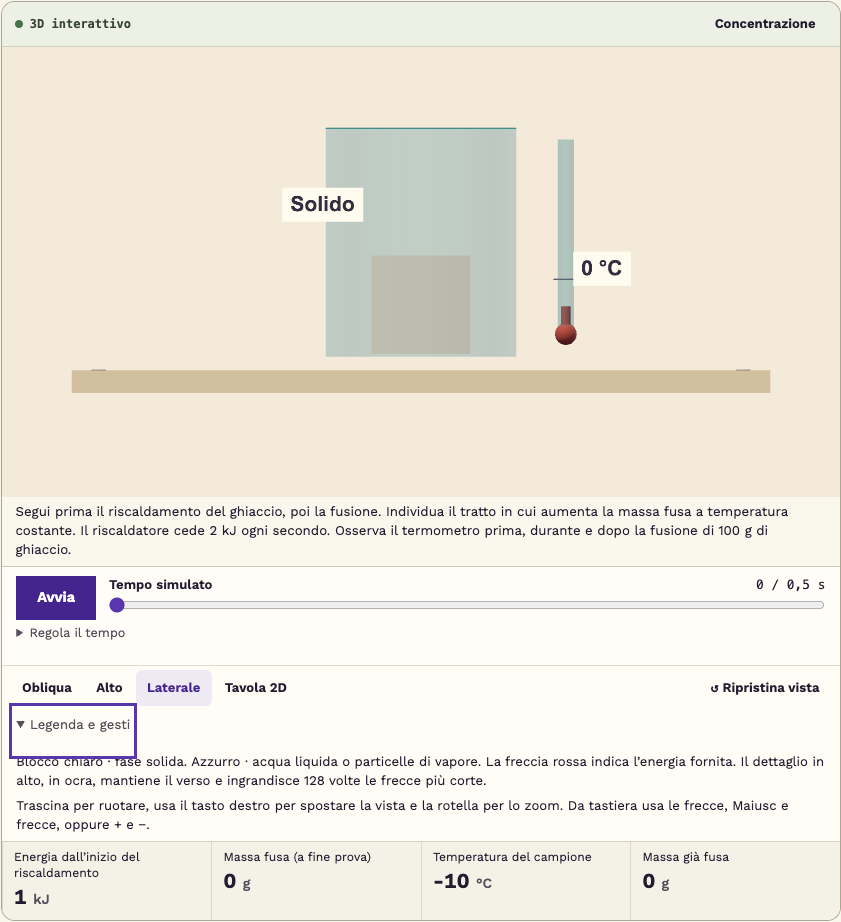 3D interattivo
Concentrazione
Solido
0 °C
Segui prima il riscaldamento del ghiaccio, poi la fusione. Individua il tratto in cui aumenta la massa fusa a temperatura
costante. Il riscaldatore cede 2 kJ ogni secondo. Osserva il termometro prima, durante e dopo la fusione di 100 g di
ghiaccio.
Avvia
Tempo simulato
0 / 0,5 s
▶ Regola il tempo
Obliqua
Alto
Laterale
Tavola 2D
↺ Ripristina vista
▼ Legenda e gesti
Blocco chiaro · fase solida. Azzurro · acqua liquida o particelle di vapore. La freccia rossa indica l’energia fornita. Il dettaglio in
alto, in ocra, mantiene il verso e ingrandisce 128 volte le frecce più corte.
Trascina per ruotare, usa il tasto destro per spostare la vista e la rotella per lo zoom. Da tastiera usa le frecce, Maiusc e
frecce, oppure + e −.
Energia dall’inizio del
riscaldamento
1 kJ
Massa fusa (a fine prova)
0 g
Temperatura del campione
-10 °C
Massa già fusa
0 g